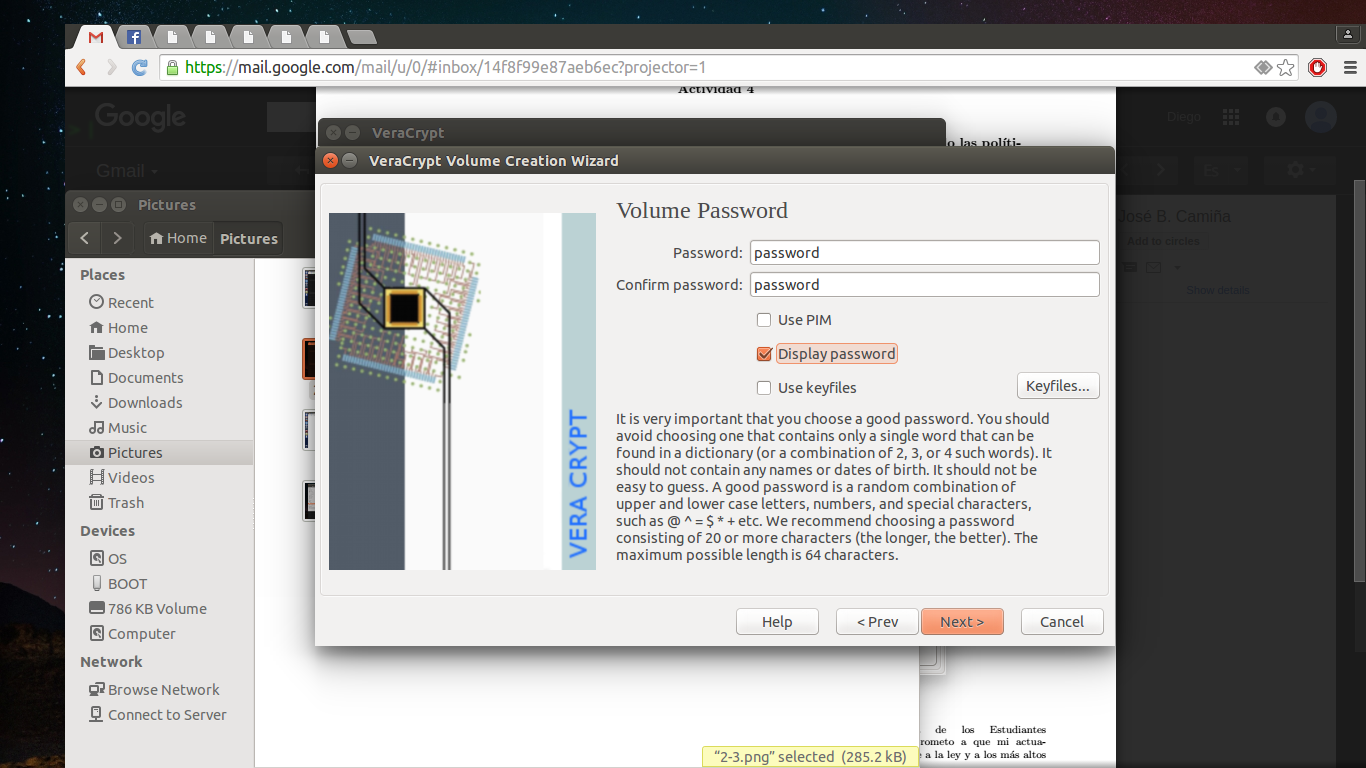 https://mail.google.com/mail/u/0/#inbox/14f8f99e87aeb6ec?projector=1
Actividad 4
Google
Diego
VeraCrypt
o las políti-
VeraCrypt Volume Creation Wizard
Gmail
Es
Pictures
Home
Pictures
José B. Camiña
Add to circles
Show details
Places
Recent
Home
Desktop
Documents
Downloads
Music
Pictures
Videos
Trash
Devices
OS
BOOT
786 KB Volume
Computer
Network
Browse Network
Connect to Server
VERA CRYPT
Volume Password
Password: password
Confirm password: password
Use PIM
Display password
Use keyfiles
Keyfiles...
It is very important that you choose a good password. You should
avoid choosing one that contains only a single word that can be
found in a dictionary (or a combination of 2, 3, or 4 such words). It
should not contain any names or dates of birth. It should not be
easy to guess. A good password is a random combination of
upper and lower case letters, numbers, and special characters,
such as @ ^ = $ * + etc. We recommend choosing a password
consisting of 20 or more characters (the longer, the better). The
maximum possible length is 64 characters.
Help
< Prev
Next >
Cancel
de los Estudiantes
rometo a que mi actua-
e a la ley y a los más altos
"2-3.png" selected (285.2 kB)